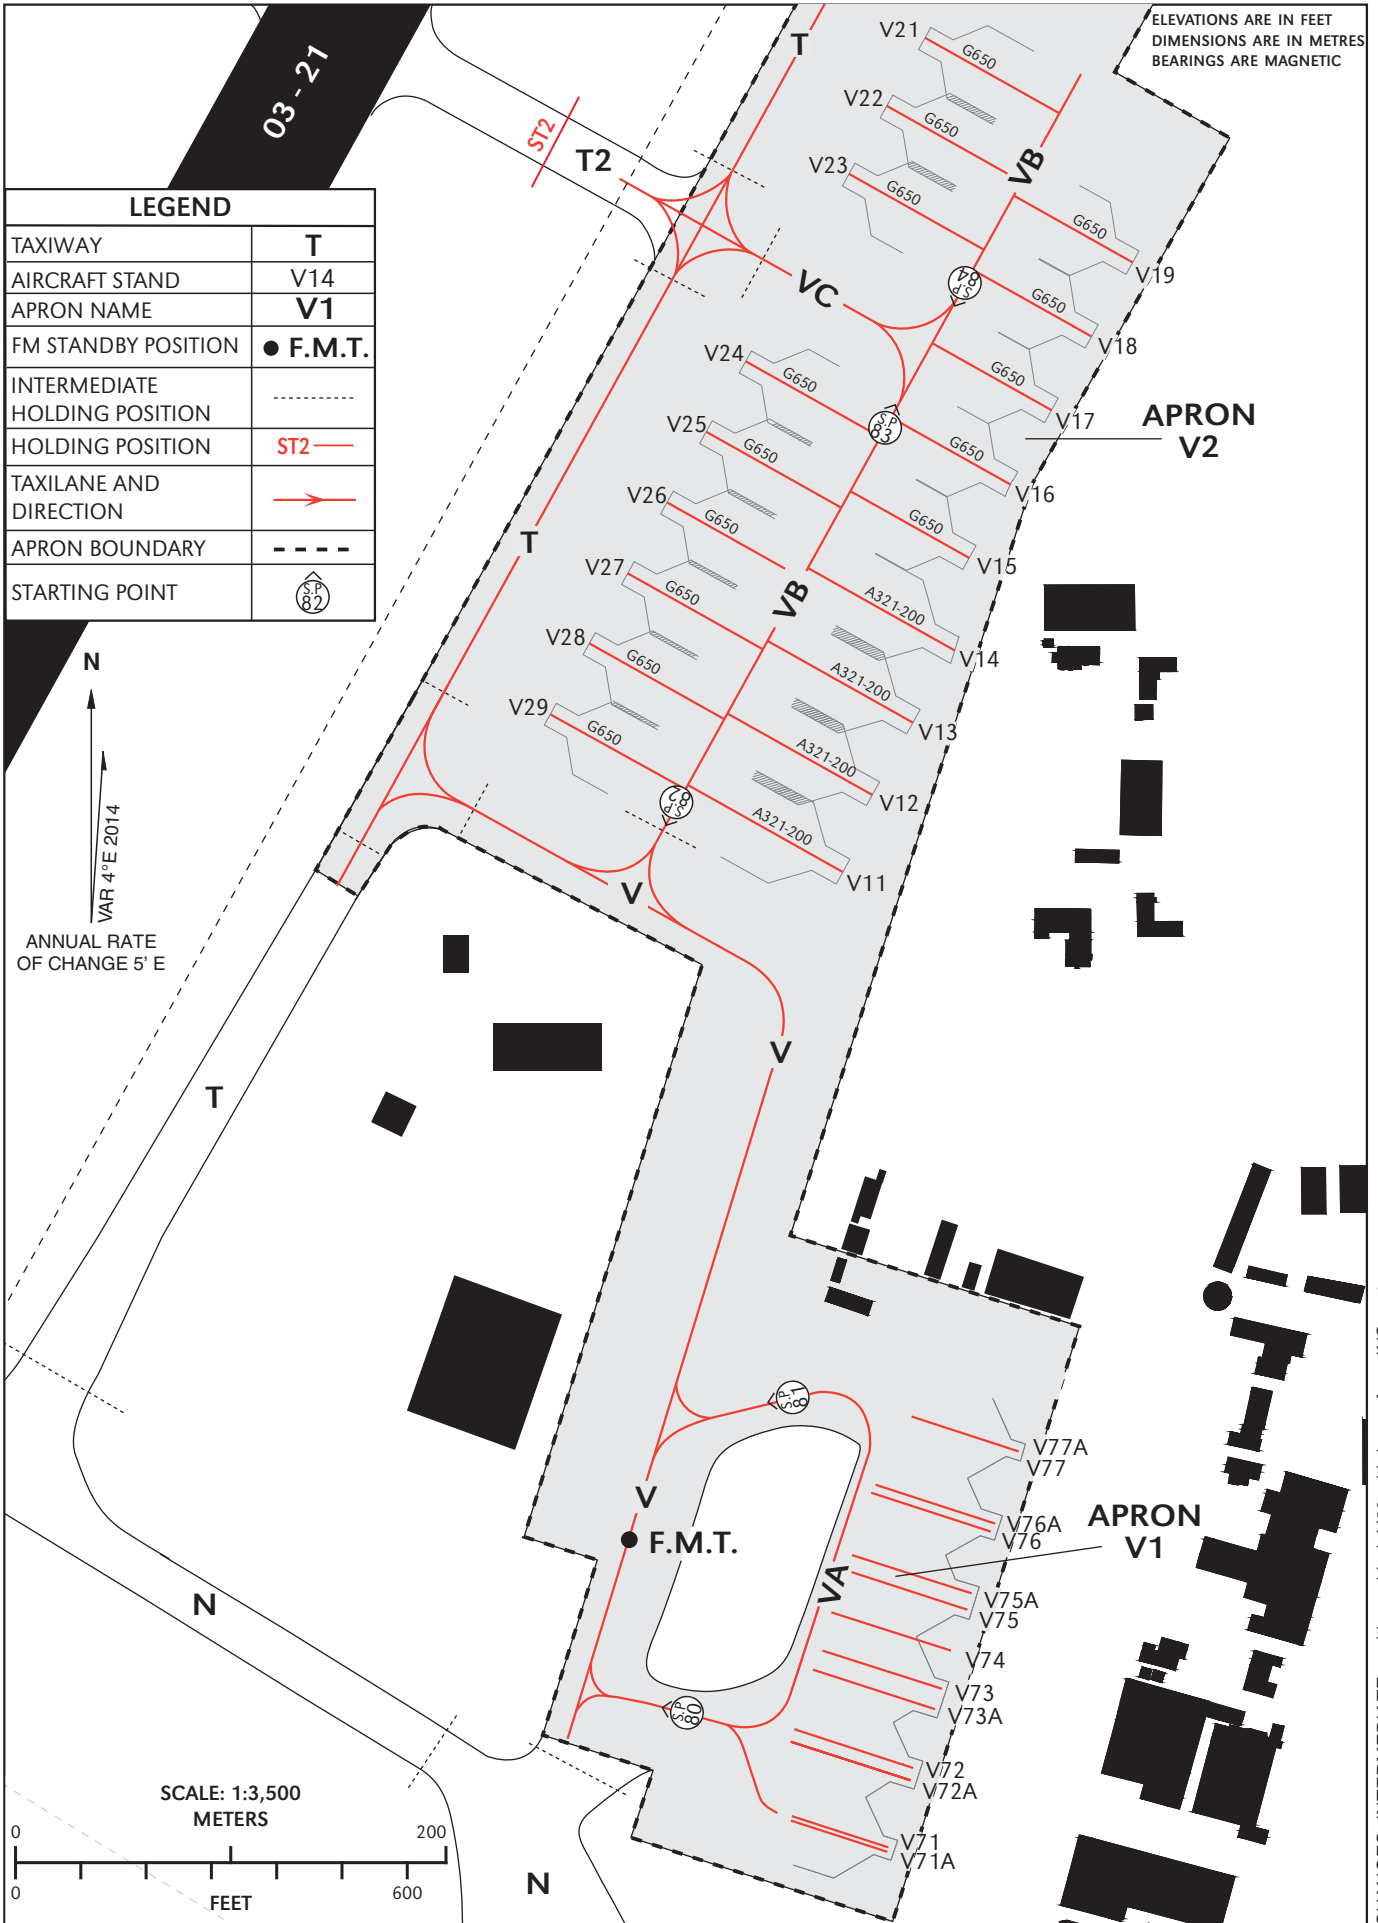 ELEVATIONS ARE IN FEET
DIMENSIONS ARE IN METRES
BEARINGS ARE MAGNETIC
03 - 21
T
V21
G650
V22
G650
VB
ST2
T2
V23
G650
G650
V19
LEGEND
TAXIWAY T
AIRCRAFT STAND V14
APRON NAME V1
FM STANDBY POSITION F.M.T.
INTERMEDIATE
HOLDING POSITION
HOLDING POSITION ST2
TAXILANE AND
DIRECTION
APRON BOUNDARY
STARTING POINT S.P
82
VC
S.P
84
G650
V18
V24
G650
G650
V17
APRON
V2
S.P
83
V25
G650
G650
V16
V26
G650
G650
V15
T
V27
G650
VB
A321-200
V14
V28
G650
A321-200
V13
V29
G650
A321-200
V12
S.P
82
A321-200
V11
N
VAR 4°E 2014
ANNUAL RATE
OF CHANGE 5' E
V
V
T
S.P
81
V77A
V77
V
F.M.T.
V76A
V76
APRON
V1
VA
V75A
V75
N
V74
V73
V73A
S.P
80
V72
V72A
V71
V71A
SCALE: 1:3,500
METERS
0 200
0 600
FEET
N